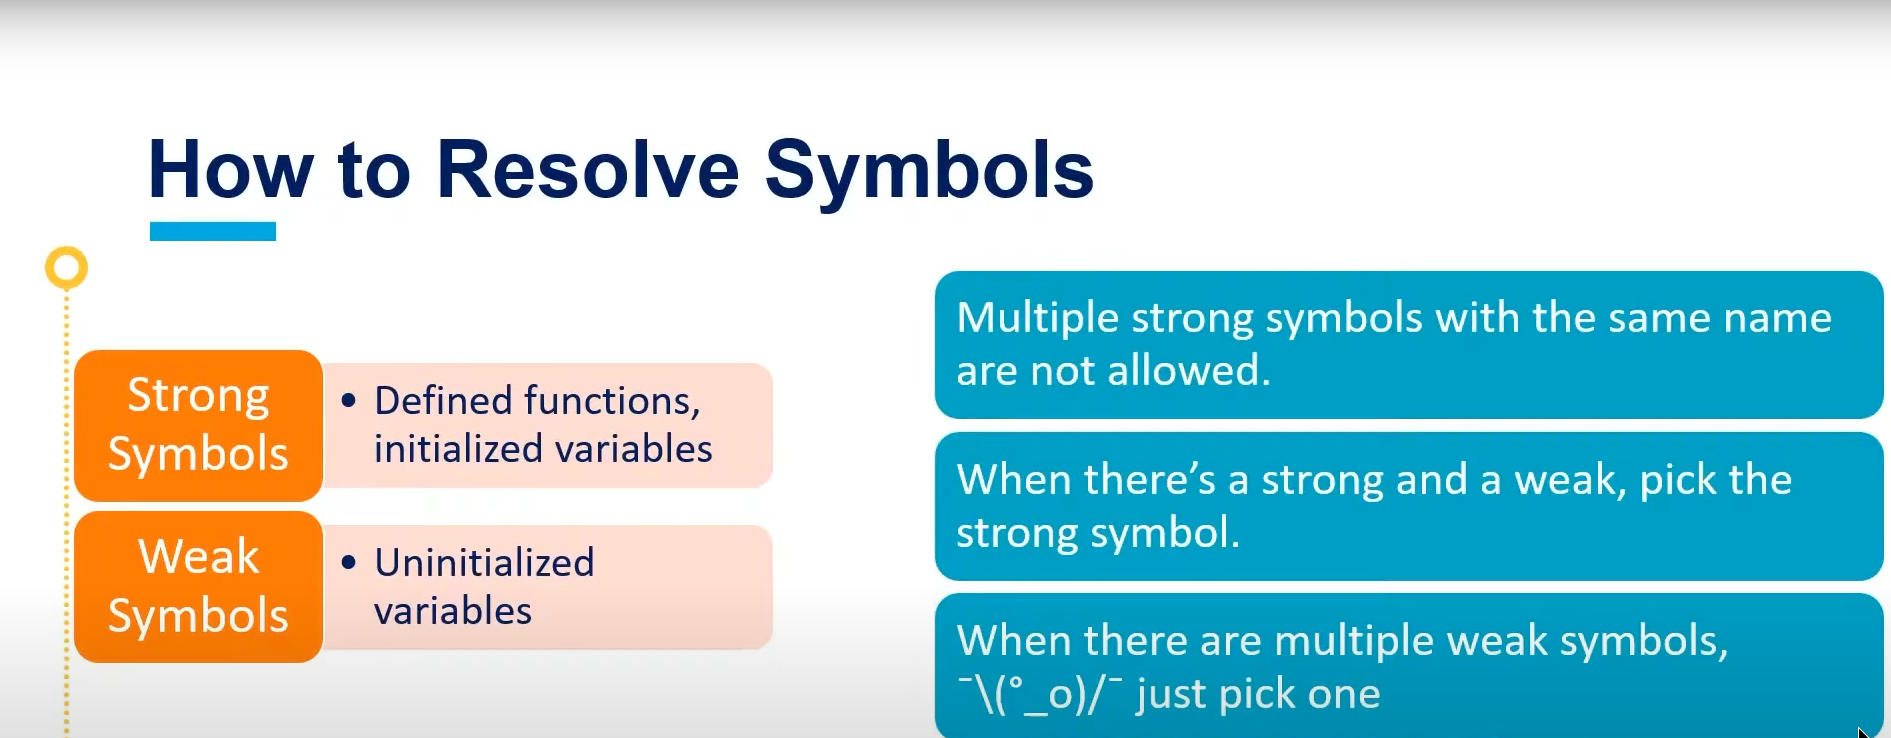 How to Resolve Symbols
Strong
Symbols
• Defined functions,
initialized variables
Weak
Symbols
• Uninitialized
variables
Multiple strong symbols with the same name
are not allowed.
When there’s a strong and a weak, pick the
strong symbol.
When there are multiple weak symbols,
¯\(°_o)/¯ just pick one